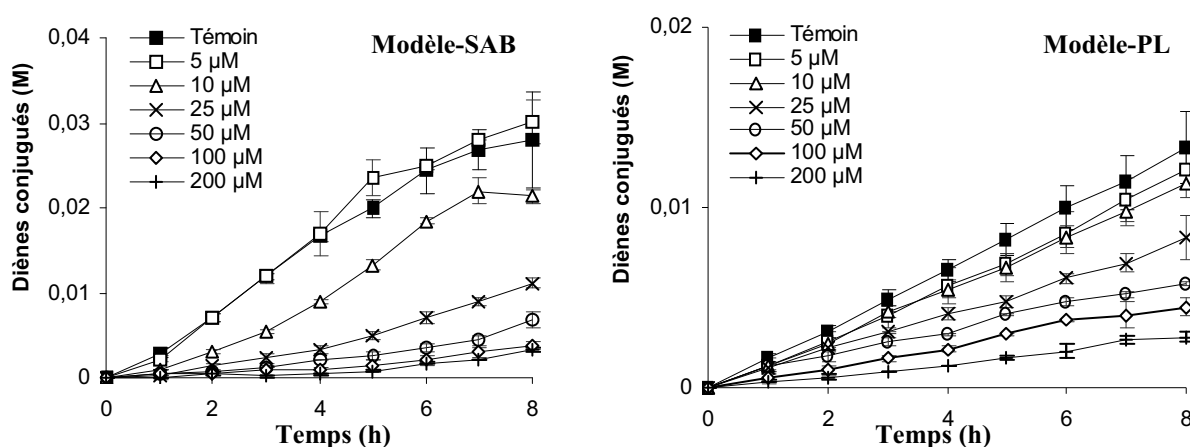 0,04
0,03
0,02
0,01
0
Diènes conjugués (M)
Témoin
5 µM
10 µM
25 µM
50 µM
100 µM
200 µM
Modèle-SAB
0 2 4 6 8
Temps (h)
0,02
0,01
0
Diènes conjugués (M)
Témoin
5 µM
10 µM
25 µM
50 µM
100 µM
200 µM
Modèle-PL
0 2 4 6 8
Temps (h)